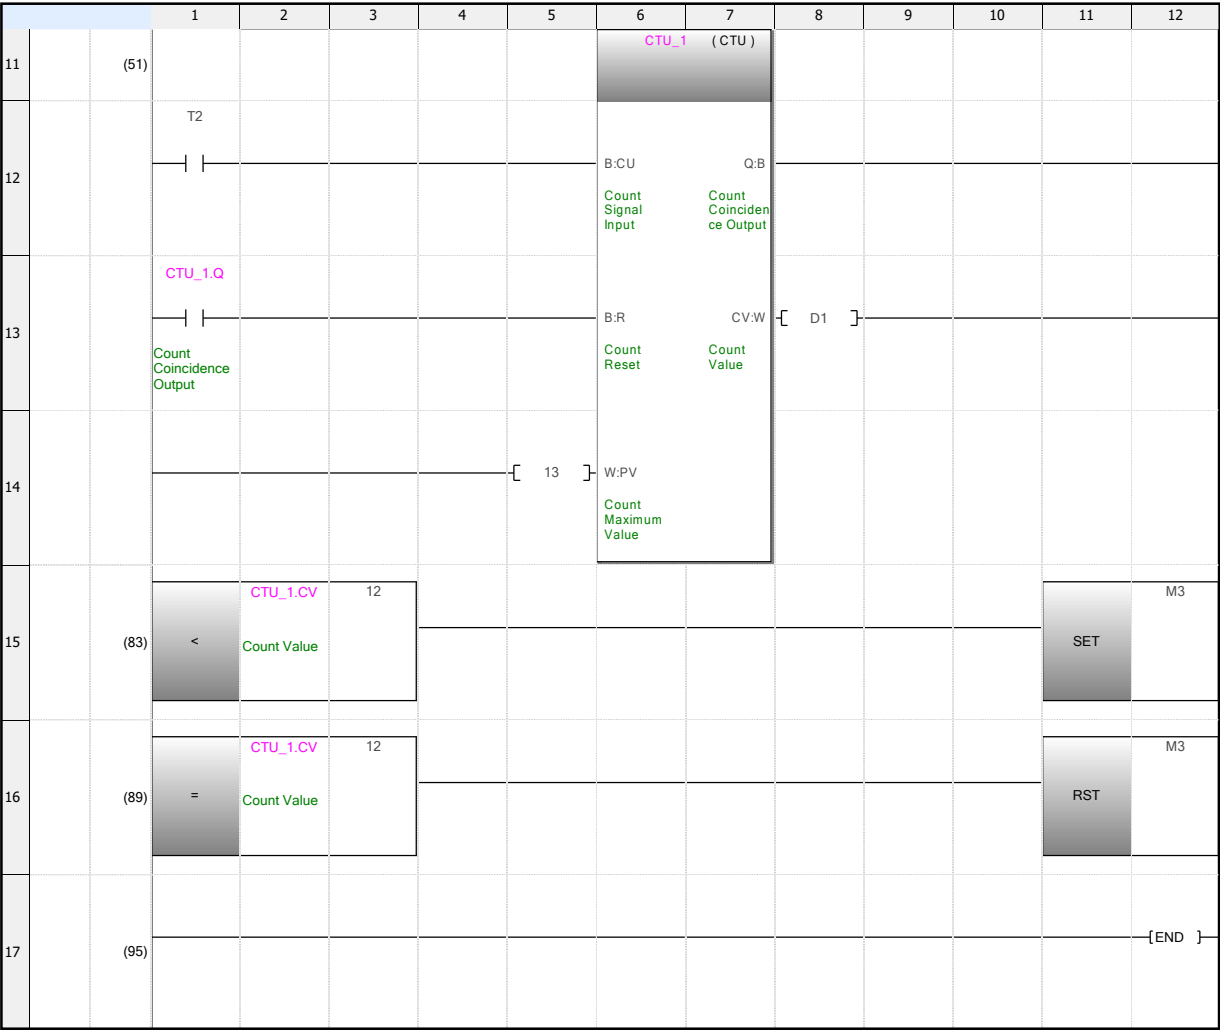 1 2 3 4 5 6 7 8 9 10 11 12
11 (51) CTU_1 ( CTU )
T2
12 B:CU Q:B
Count Signal Input
Count Coinciden ce Output
CTU_1.Q
13 B:R CV:W D1
Count Coincidence Output
Count Reset
Count Value
14 13 W:PV
Count Maximum Value
CTU_1.CV 12 M3
15 (83) < Count Value SET
CTU_1.CV 12 M3
16 (89) = Count Value RST
17 (95) END